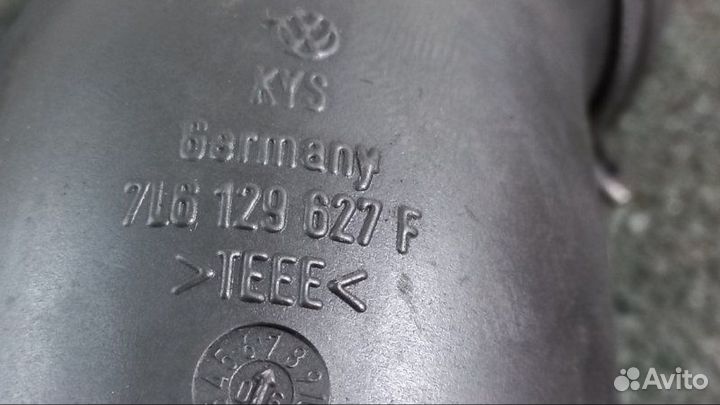 KYS
Germany
7L6 129 627 F
>TEEE<
Avito